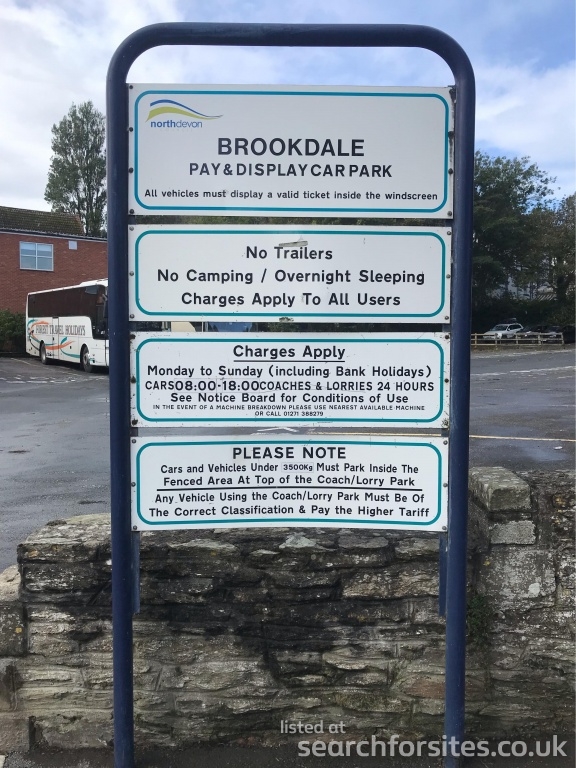 northdevon
BROOKDALE
PAY & DISPLAY CAR PARK
All vehicles must display a valid ticket inside the windscreen
No Trailers
No Camping / Overnight Sleeping
Charges Apply To All Users
Charges Apply
Monday to Sunday (including Bank Holidays)
CARS 08:00-18:00 COACHES & LORRIES 24 HOURS
See Notice Board for Conditions of Use
IN THE EVENT OF A MACHINE BREAKDOWN PLEASE USE NEAREST AVAILABLE MACHINE
OR CALL 01271 388279
PLEASE NOTE
Cars and Vehicles Under 3500Kg Must Park Inside The
Fenced Area At Top of the Coach/Lorry Park
Any Vehicle Using the Coach/Lorry Park Must Be Of
The Correct Classification & Pay the Higher Tariff
TRAVEL HOLIDAYS
listed at
searchforsites.co.uk